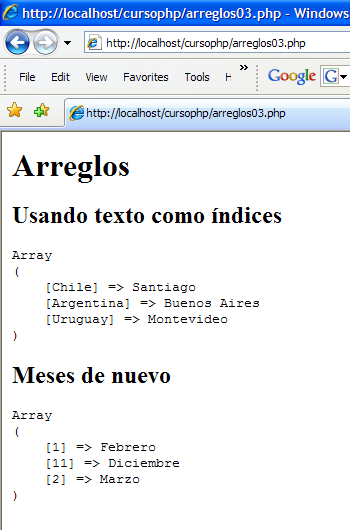 http://localhost/cursophp/arreglos03.php - Windows
http://localhost/cursophp/arreglos03.php
File Edit View Favorites Tools H »
Google G
http://localhost/cursophp/arreglos03.php
Arreglos
Usando texto como índices
Array
(
[Chile] => Santiago
[Argentina] => Buenos Aires
[Uruguay] => Montevideo
)
Meses de nuevo
Array
(
[1] => Febrero
[11] => Diciembre
[2] => Marzo
)